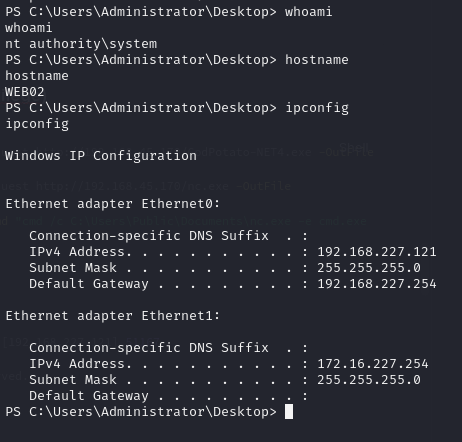 PS C:\Users\Administrator\Desktop> whoami
whoami
nt authority\system
PS C:\Users\Administrator\Desktop> hostname
hostname
WEB02
PS C:\Users\Administrator\Desktop> ipconfig
ipconfig

Windows IP Configuration

Ethernet adapter Ethernet0:

   Connection-specific DNS Suffix  . :
   IPv4 Address. . . . . . . . . . . : 192.168.227.121
   Subnet Mask . . . . . . . . . . . : 255.255.255.0
   Default Gateway . . . . . . . . . : 192.168.227.254

Ethernet adapter Ethernet1:

   Connection-specific DNS Suffix  . :
   IPv4 Address. . . . . . . . . . . : 172.16.227.254
   Subnet Mask . . . . . . . . . . . : 255.255.255.0
   Default Gateway . . . . . . . . . :
PS C:\Users\Administrator\Desktop>